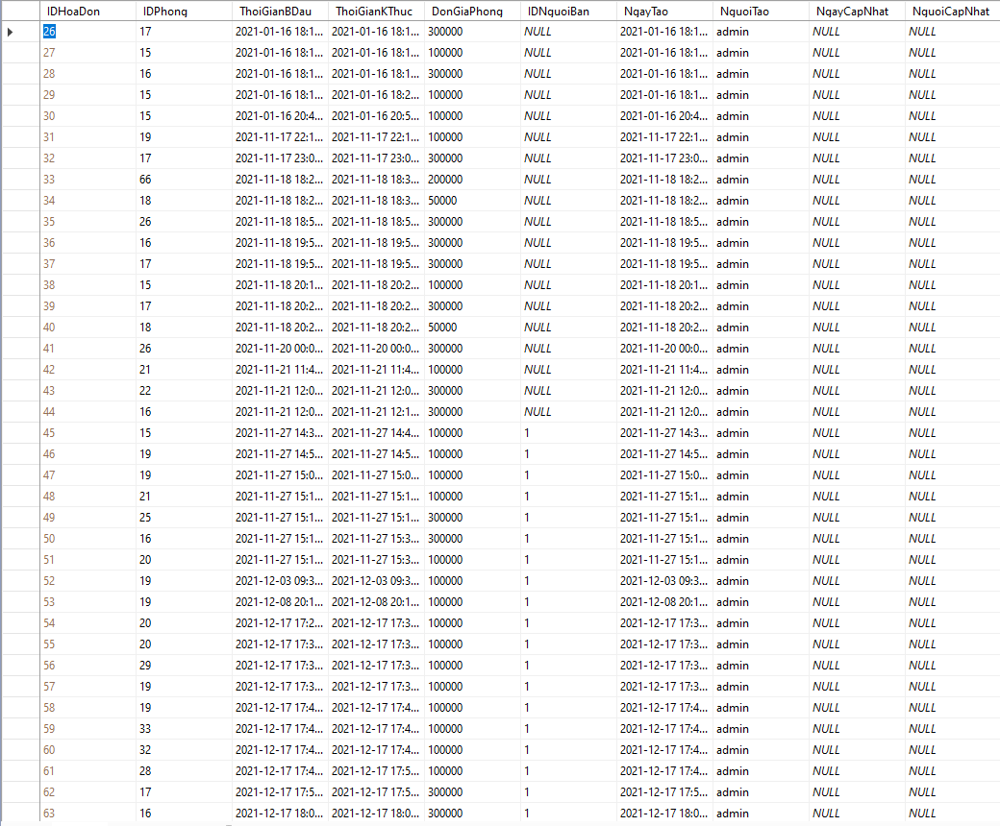 IDHoaDon IDPhong ThoiGianBDau ThoiGianKThuc DonGiaPhong IDNguoiBan NgayTao NguoiTao NgayCapNhat NguoiCapNhat
26 17 2021-01-16 18:1... 2021-01-16 18:1... 300000 NULL 2021-01-16 18:1... admin NULL NULL
27 15 2021-01-16 18:1... 2021-01-16 18:1... 100000 NULL 2021-01-16 18:1... admin NULL NULL
28 16 2021-01-16 18:1... 2021-01-16 18:1... 300000 NULL 2021-01-16 18:1... admin NULL NULL
29 15 2021-01-16 18:1... 2021-01-16 18:2... 100000 NULL 2021-01-16 18:1... admin NULL NULL
30 15 2021-01-16 20:4... 2021-01-16 20:5... 100000 NULL 2021-01-16 20:4... admin NULL NULL
31 19 2021-11-17 22:1... 2021-11-17 22:1... 100000 NULL 2021-11-17 22:1... admin NULL NULL
32 17 2021-11-17 23:0... 2021-11-17 23:0... 300000 NULL 2021-11-17 23:0... admin NULL NULL
33 66 2021-11-18 18:2... 2021-11-18 18:3... 200000 NULL 2021-11-18 18:2... admin NULL NULL
34 18 2021-11-18 18:2... 2021-11-18 18:3... 50000 NULL 2021-11-18 18:2... admin NULL NULL
35 26 2021-11-18 18:5... 2021-11-18 18:5... 300000 NULL 2021-11-18 18:5... admin NULL NULL
36 16 2021-11-18 19:5... 2021-11-18 19:5... 300000 NULL 2021-11-18 19:5... admin NULL NULL
37 17 2021-11-18 19:5... 2021-11-18 19:5... 300000 NULL 2021-11-18 19:5... admin NULL NULL
38 15 2021-11-18 20:1... 2021-11-18 20:2... 100000 NULL 2021-11-18 20:1... admin NULL NULL
39 17 2021-11-18 20:2... 2021-11-18 20:2... 300000 NULL 2021-11-18 20:2... admin NULL NULL
40 18 2021-11-18 20:2... 2021-11-18 20:2... 50000 NULL 2021-11-18 20:2... admin NULL NULL
41 26 2021-11-20 00:0... 2021-11-20 00:0... 300000 NULL 2021-11-20 00:0... admin NULL NULL
42 21 2021-11-21 11:4... 2021-11-21 11:4... 100000 NULL 2021-11-21 11:4... admin NULL NULL
43 22 2021-11-21 12:0... 2021-11-21 12:0... 300000 NULL 2021-11-21 12:0... admin NULL NULL
44 16 2021-11-21 12:0... 2021-11-21 12:1... 300000 NULL 2021-11-21 12:0... admin NULL NULL
45 15 2021-11-27 14:3... 2021-11-27 14:4... 100000 1 2021-11-27 14:3... admin NULL NULL
46 19 2021-11-27 14:5... 2021-11-27 14:5... 100000 1 2021-11-27 14:5... admin NULL NULL
47 19 2021-11-27 15:0... 2021-11-27 15:0... 100000 1 2021-11-27 15:0... admin NULL NULL
48 21 2021-11-27 15:1... 2021-11-27 15:1... 100000 1 2021-11-27 15:1... admin NULL NULL
49 25 2021-11-27 15:1... 2021-11-27 15:1... 300000 1 2021-11-27 15:1... admin NULL NULL
50 16 2021-11-27 15:1... 2021-11-27 15:3... 300000 1 2021-11-27 15:1... admin NULL NULL
51 20 2021-11-27 15:1... 2021-11-27 15:3... 100000 1 2021-11-27 15:1... admin NULL NULL
52 19 2021-12-03 09:3... 2021-12-03 09:3... 100000 1 2021-12-03 09:3... admin NULL NULL
53 19 2021-12-08 20:1... 2021-12-08 20:1... 100000 1 2021-12-08 20:1... admin NULL NULL
54 20 2021-12-17 17:2... 2021-12-17 17:3... 100000 1 2021-12-17 17:3... admin NULL NULL
55 20 2021-12-17 17:3... 2021-12-17 17:3... 100000 1 2021-12-17 17:3... admin NULL NULL
56 29 2021-12-17 17:3... 2021-12-17 17:3... 100000 1 2021-12-17 17:3... admin NULL NULL
57 19 2021-12-17 17:3... 2021-12-17 17:3... 100000 1 2021-12-17 17:3... admin NULL NULL
58 19 2021-12-17 17:4... 2021-12-17 17:4... 100000 1 2021-12-17 17:4... admin NULL NULL
59 33 2021-12-17 17:4... 2021-12-17 17:4... 100000 1 2021-12-17 17:4... admin NULL NULL
60 32 2021-12-17 17:4... 2021-12-17 17:4... 100000 1 2021-12-17 17:4... admin NULL NULL
61 28 2021-12-17 17:4... 2021-12-17 17:5... 100000 1 2021-12-17 17:4... admin NULL NULL
62 17 2021-12-17 17:5... 2021-12-17 17:5... 300000 1 2021-12-17 17:5... admin NULL NULL
63 16 2021-12-17 18:0... 2021-12-17 18:0... 300000 1 2021-12-17 18:0... admin NULL NULL